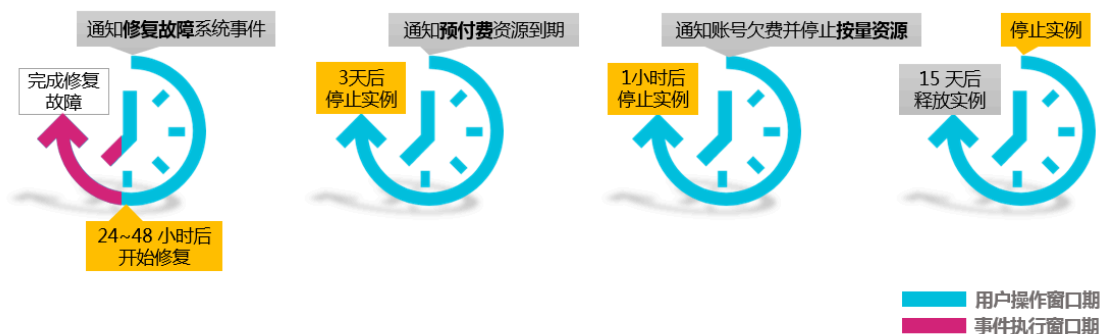 通知修复故障系统事件
完成修复
故障
24~48 小时后
开始修复
通知预付费资源到期
3天后
停止实例
通知账号欠费并停止按量资源
1小时后
停止实例
停止实例
15 天后
释放实例
用户操作窗口期
事件执行窗口期